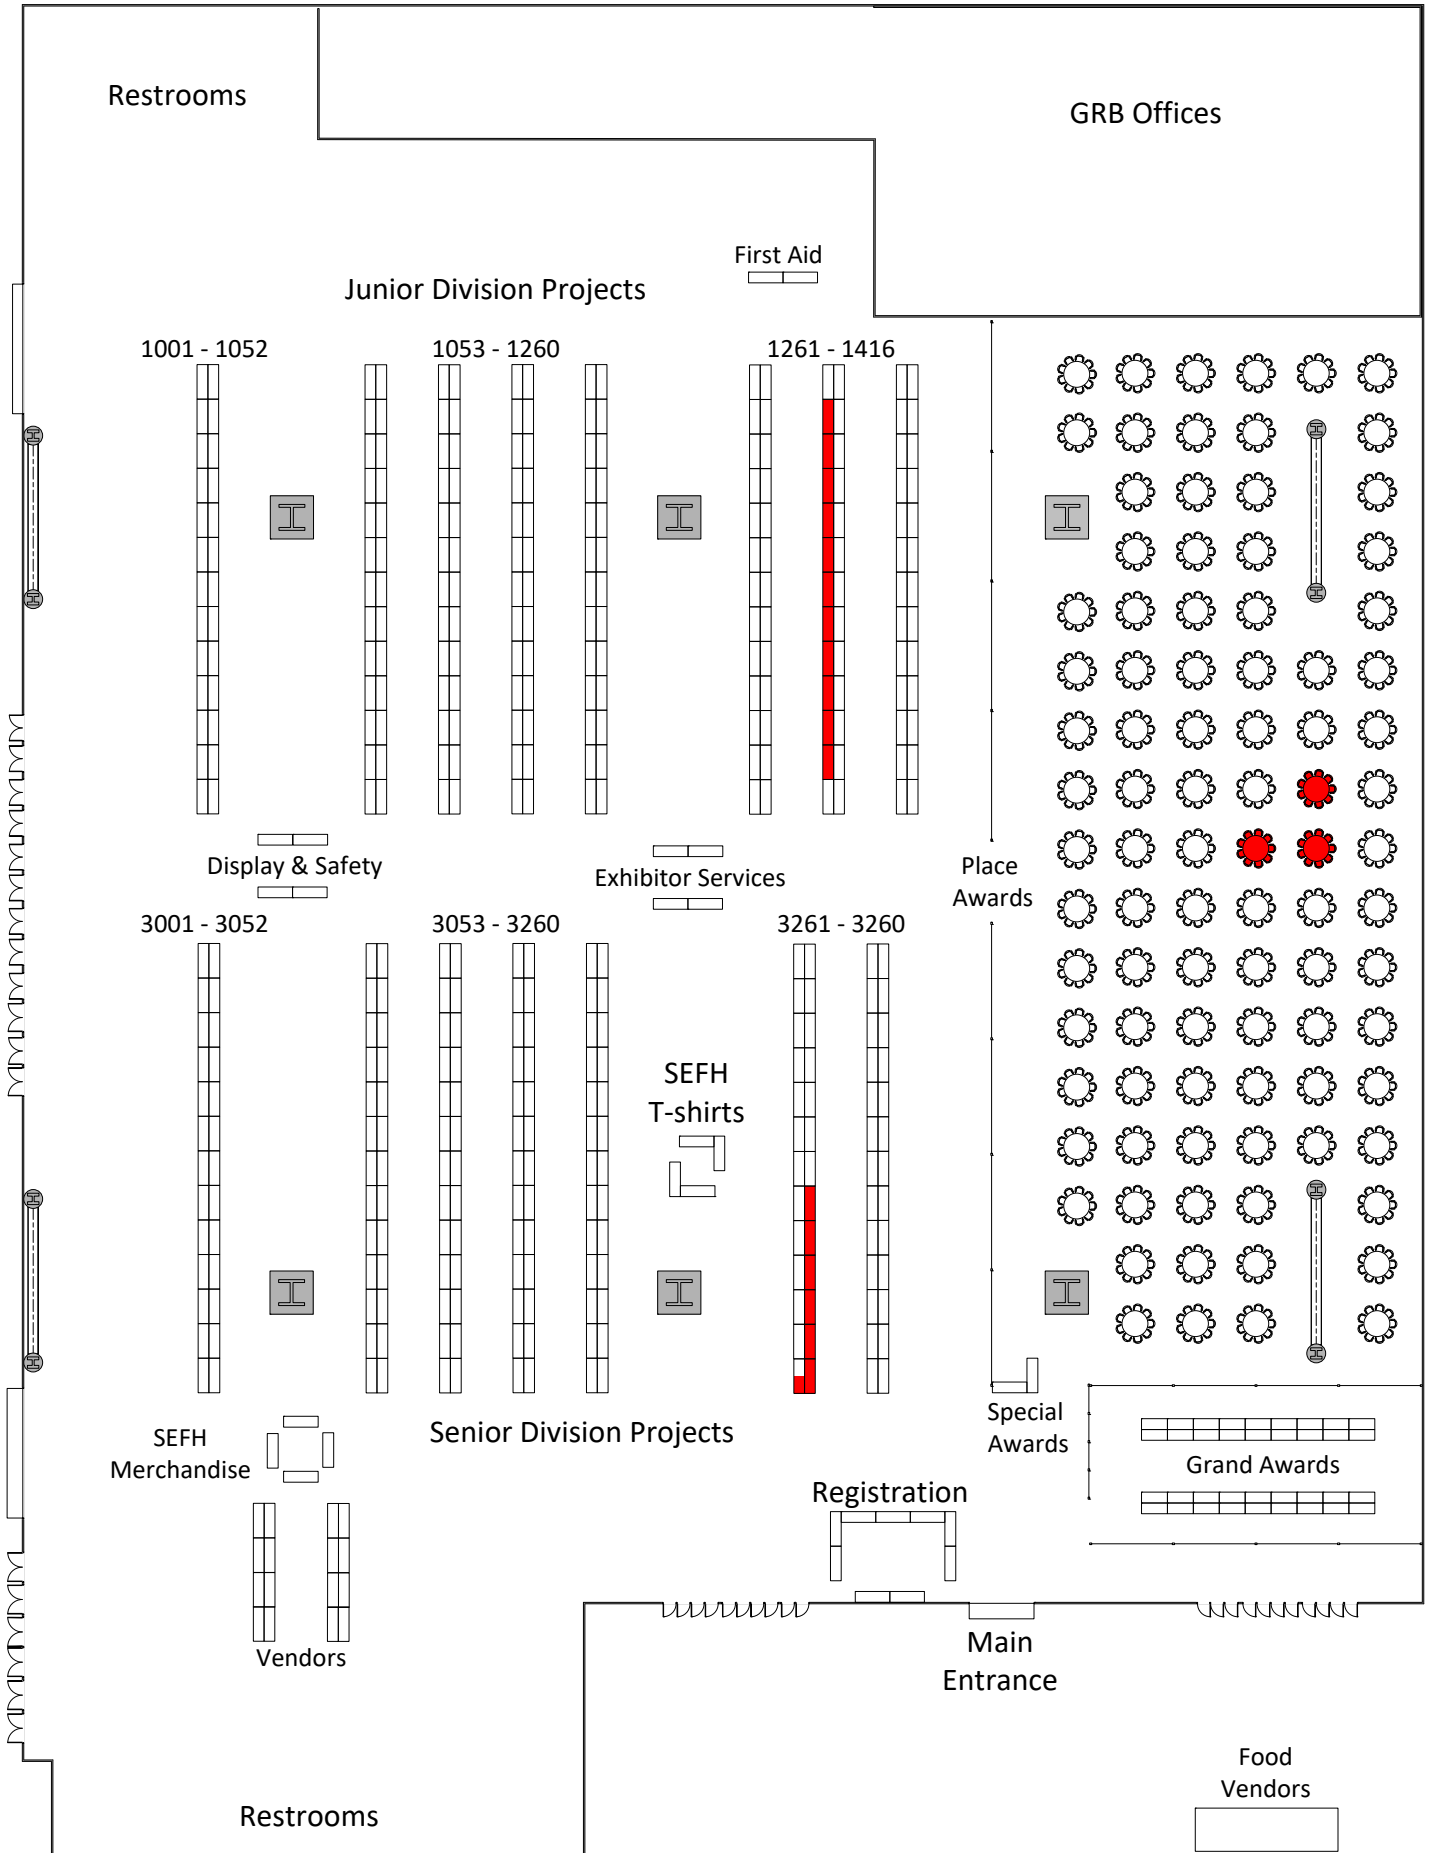 Restrooms
GRB Offices
First Aid
Junior Division Projects
1001 - 1052
1053 - 1260
1261 - 1416
Display & Safety
Exhibitor Services
Place
Awards
3001 - 3052
3053 - 3260
3261 - 3260
SEFH
T-shirts
Special
Awards
Senior Division Projects
SEFH
Merchandise
Grand Awards
Registration
Vendors
Main
Entrance
Food
Vendors
Restrooms